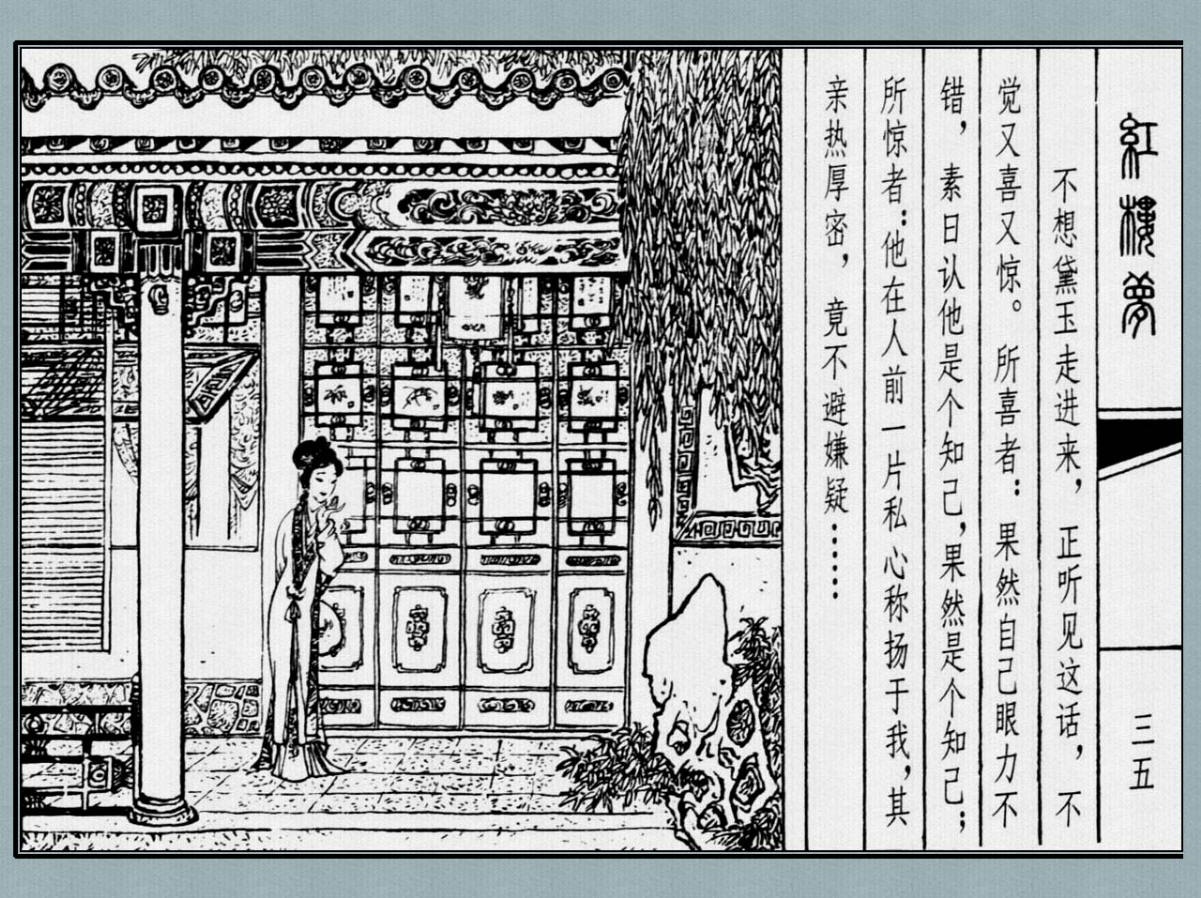 紅樓夢
三五
不想黛玉走进来，正听见这话，不
觉又喜又惊。所喜者：果然自己眼力不
错，素日认他是个知己，果然是个知己；
所惊者：他在人前一片私心称扬于我，其
亲热厚密，竟不避嫌疑……